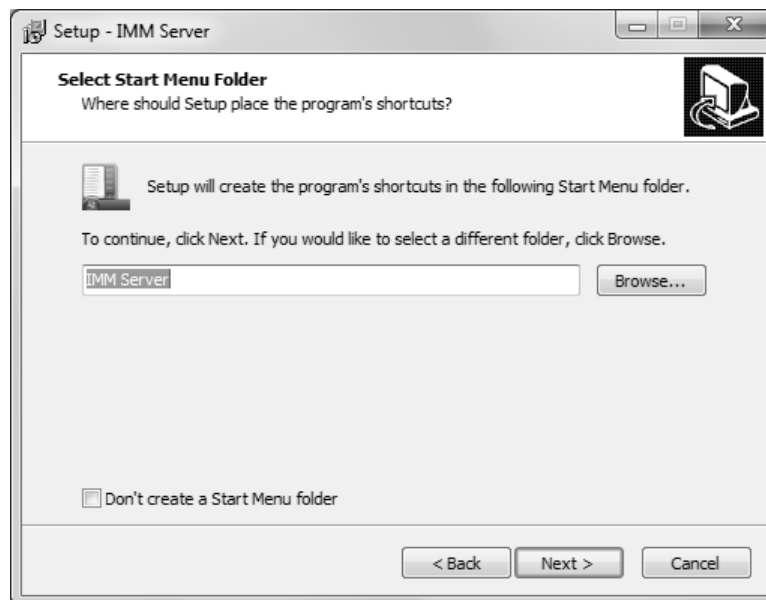 Setup - IMM Server
Select Start Menu Folder
Where should Setup place the program's shortcuts?
Setup will create the program's shortcuts in the following Start Menu folder.
To continue, click Next. If you would like to select a different folder, click Browse.
IMM Server
Browse...
Don't create a Start Menu folder
< Back
Next >
Cancel